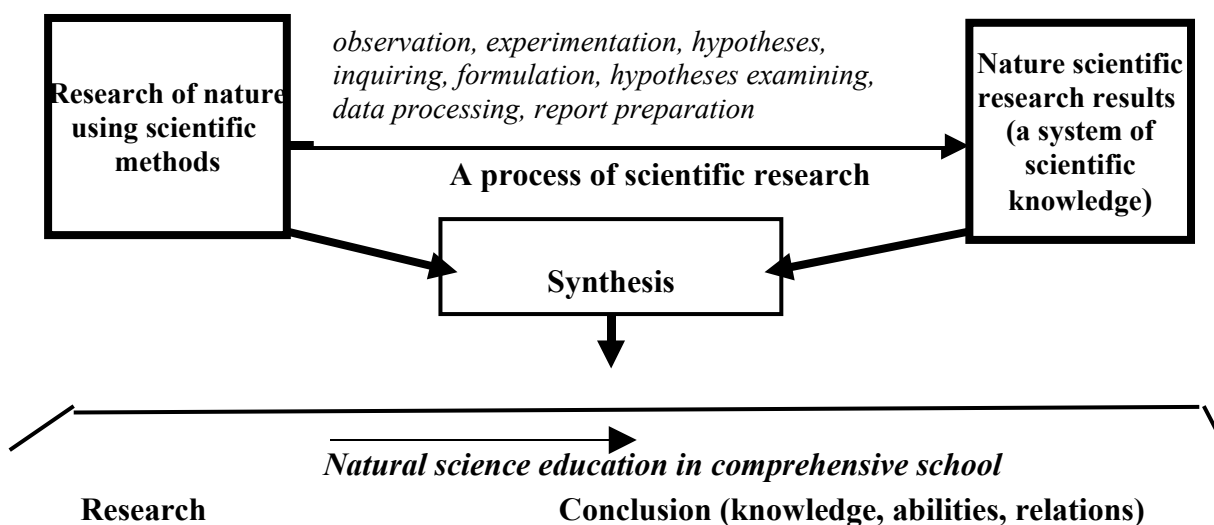 Research of nature
using scientific
methods
observation, experimentation, hypotheses,
inquiring, formulation, hypotheses examining,
data processing, report preparation
A process of scientific research
Nature scientific
research results
(a system of
scientific
knowledge)
Synthesis
Natural science education in comprehensive school
Research
Conclusion (knowledge, abilities, relations)